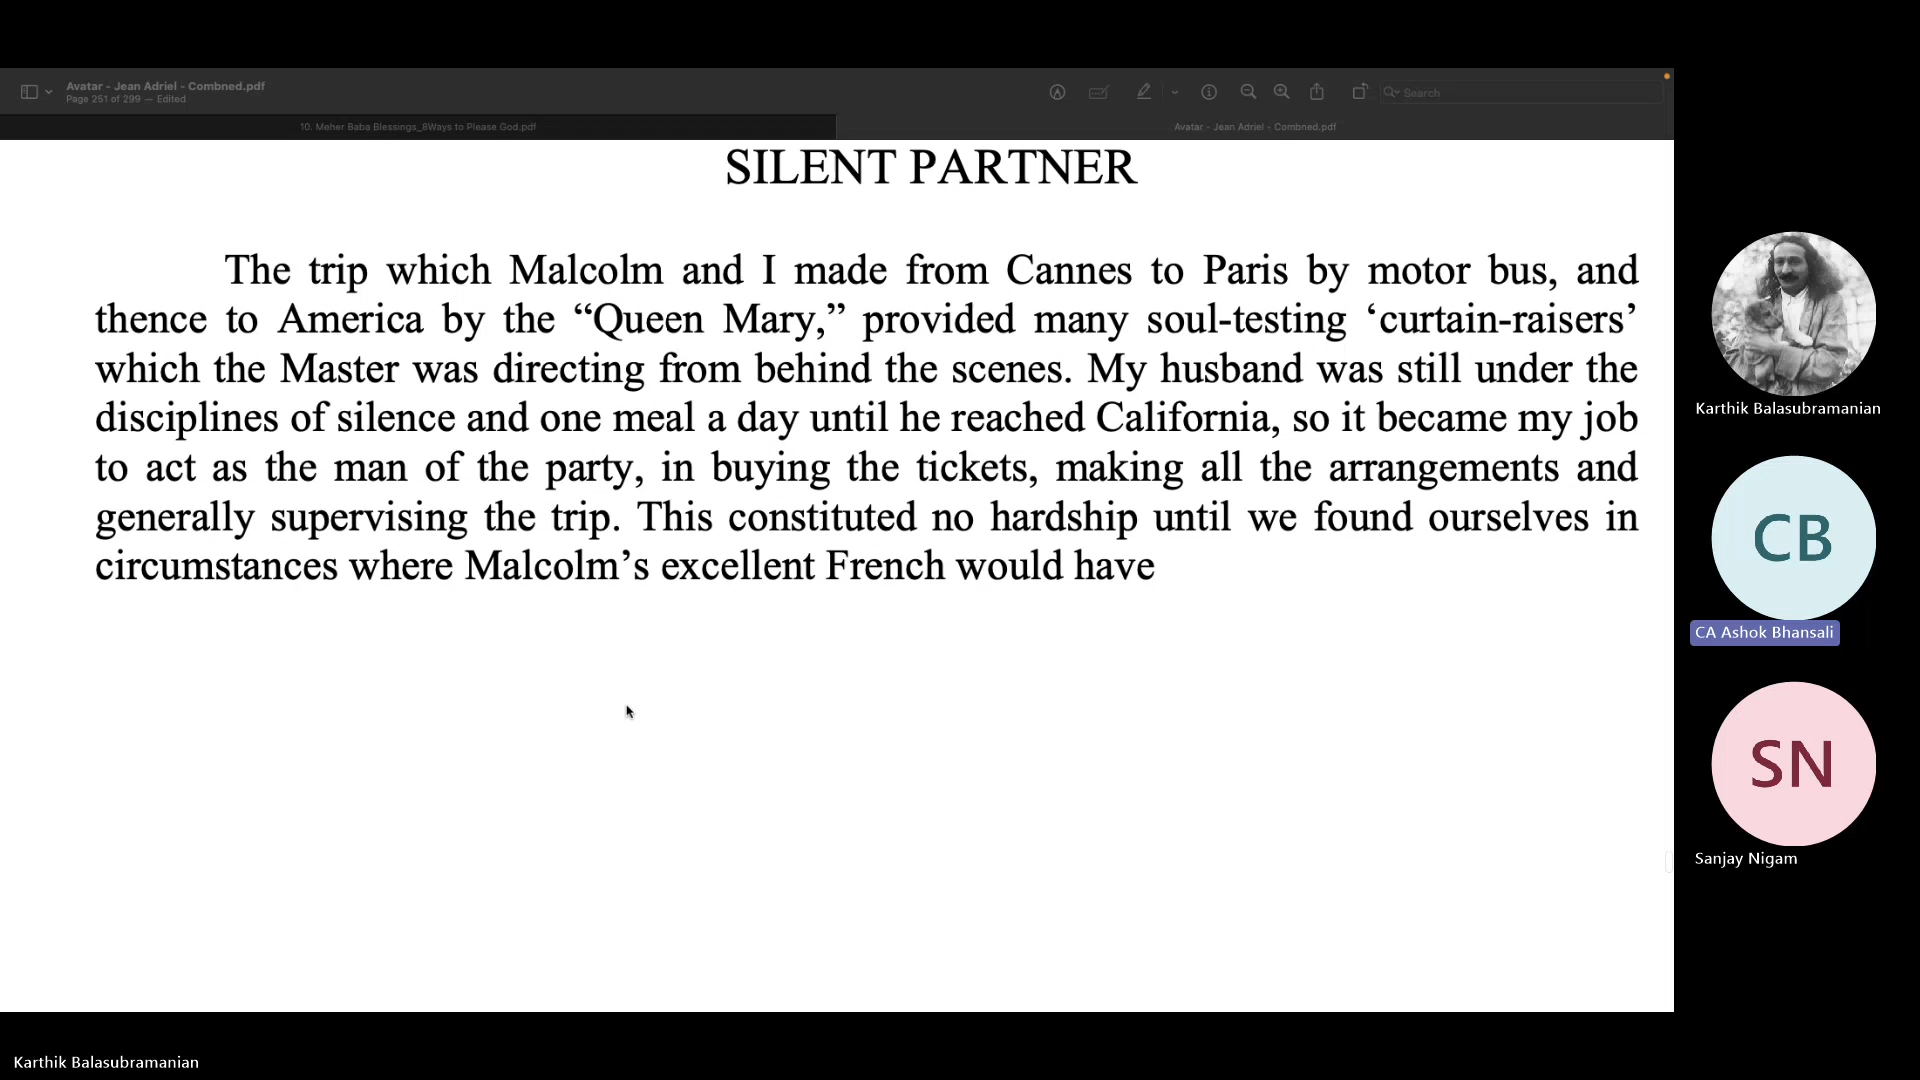 Avatar - Jean Adriel - Combned.pdf
Page 251 of 299 — Edited
Search
10. Meher Baba Blessings_8Ways to Please God.pdf
Avatar - Jean Adriel - Combned.pdf
SILENT PARTNER
The trip which Malcolm and I made from Cannes to Paris by motor bus, and
thence to America by the “Queen Mary,” provided many soul-testing ‘curtain-raisers’
which the Master was directing from behind the scenes. My husband was still under the
disciplines of silence and one meal a day until he reached California, so it became my job
to act as the man of the party, in buying the tickets, making all the arrangements and
generally supervising the trip. This constituted no hardship until we found ourselves in
circumstances where Malcolm’s excellent French would have
Karthik Balasubramanian
CB
CA Ashok Bhansali
SN
Sanjay Nigam
Karthik Balasubramanian